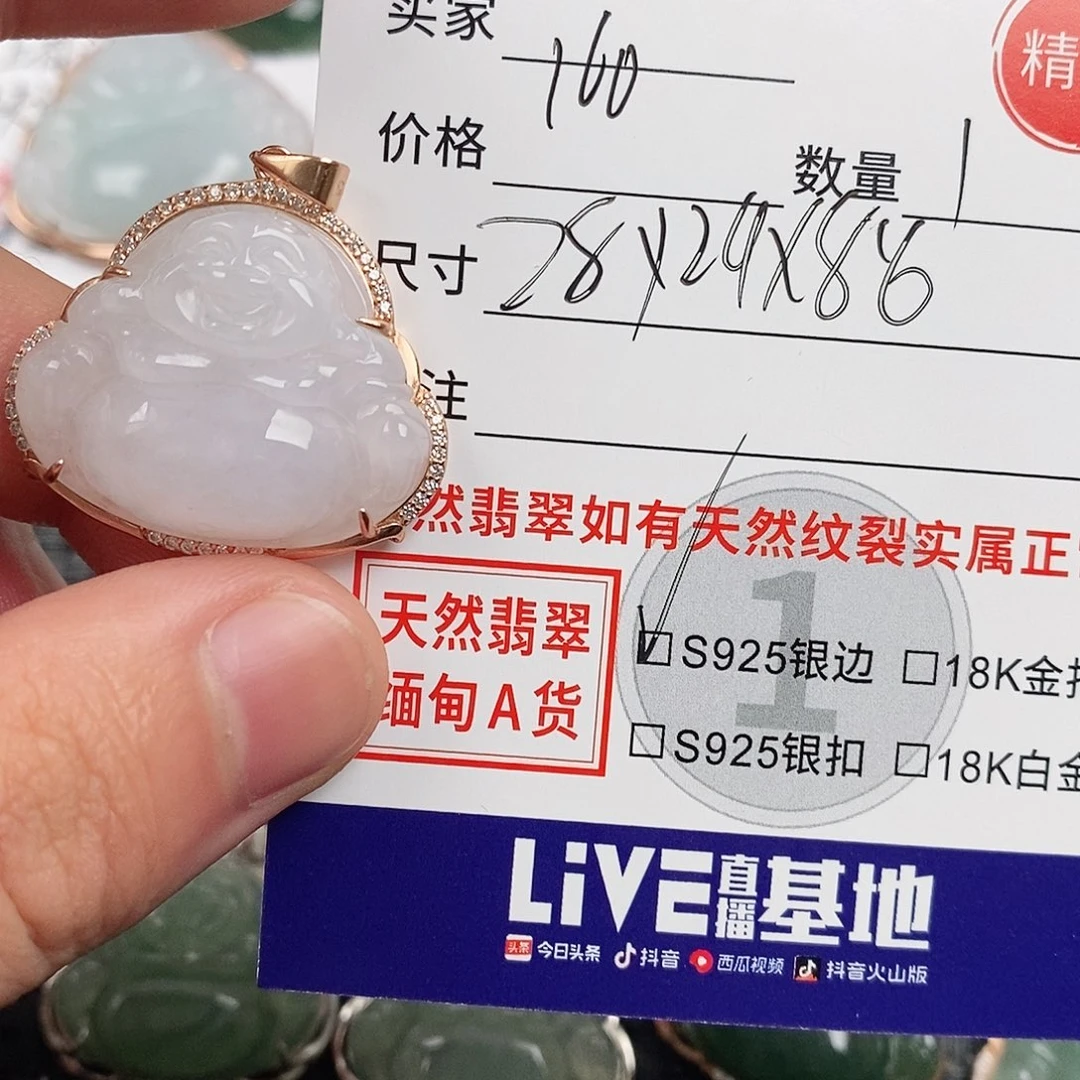 买家 160
精
价格
数量 1
尺寸 28X29X86
注
然翡翠如有天然纹裂实属正
天然翡翠
缅甸A货
S925银边 18K金
S925银扣 18K白金
1
LiVE直播基地
头条 今日头条 抖音 西瓜视频 抖音火山版